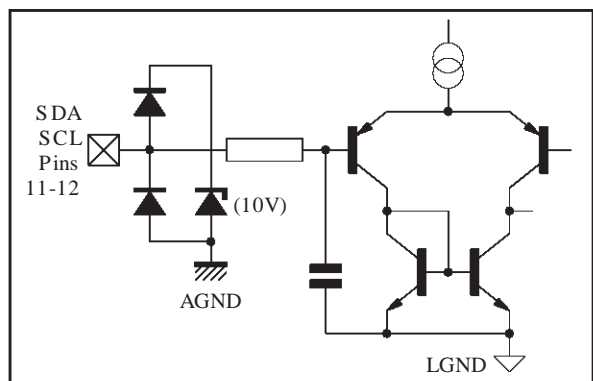 SDA
SCL
Pins
11-12
(10V)
AGND
LGND